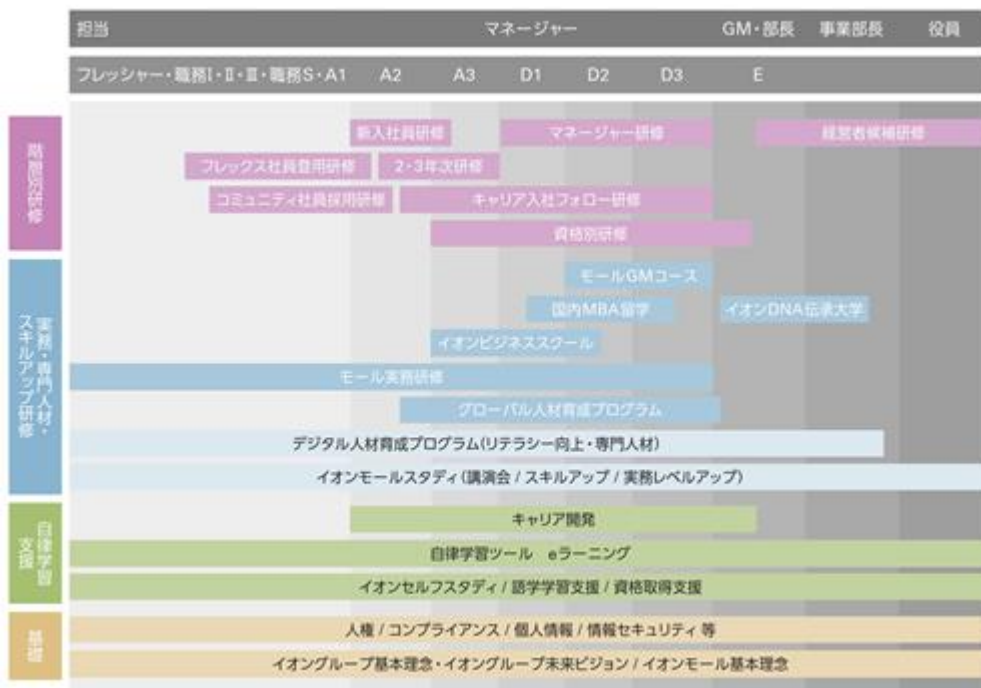 担当 マネージャー GM・部長 事業部長 役員
フレッシャー・職務I・II・III・職務S・A1 A2 A3 D1 D2 D3 E
階層別研修
新入社員研修 マネージャー研修 経営者候補研修
フレックス社員登用研修 2・3年次研修
コミュニティ社員採用研修 キャリア入社フォロー研修
資格別研修
実務・専門人材・
スキルアップ研修
モールGMコース
国内MBA留学 イオンDNA伝承大学
イオンビジネススクール
モール実務研修
グローバル人材育成プログラム
デジタル人材育成プログラム(リテラシー向上・専門人材)
イオンモールスタディ(講演会 / スキルアップ / 実務レベルアップ)
自律学習
支援
キャリア開発
自律学習ツール eラーニング
イオンセルフスタディ / 語学学習支援 / 資格取得支援
基礎
人権 / コンプライアンス / 個人情報 / 情報セキュリティ 等
イオングループ基本理念・イオングループ未来ビジョン / イオンモール基本理念